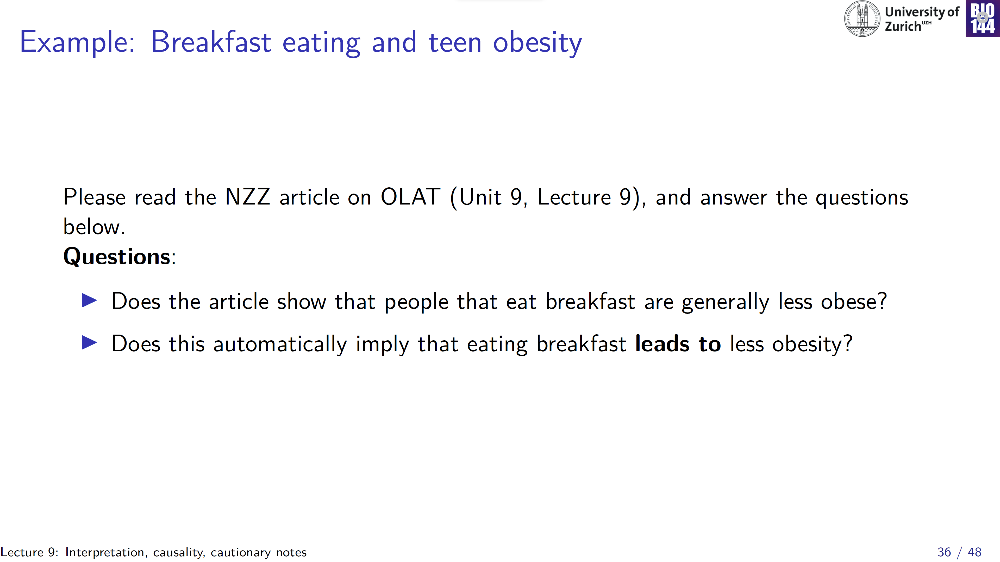 University of
Zurich UZH
BIO
144
Example: Breakfast eating and teen obesity
Please read the NZZ article on OLAT (Unit 9, Lecture 9), and answer the questions
below.
Questions:
▶ Does the article show that people that eat breakfast are generally less obese?
▶ Does this automatically imply that eating breakfast leads to less obesity?
Lecture 9: Interpretation, causality, cautionary notes
36 / 48